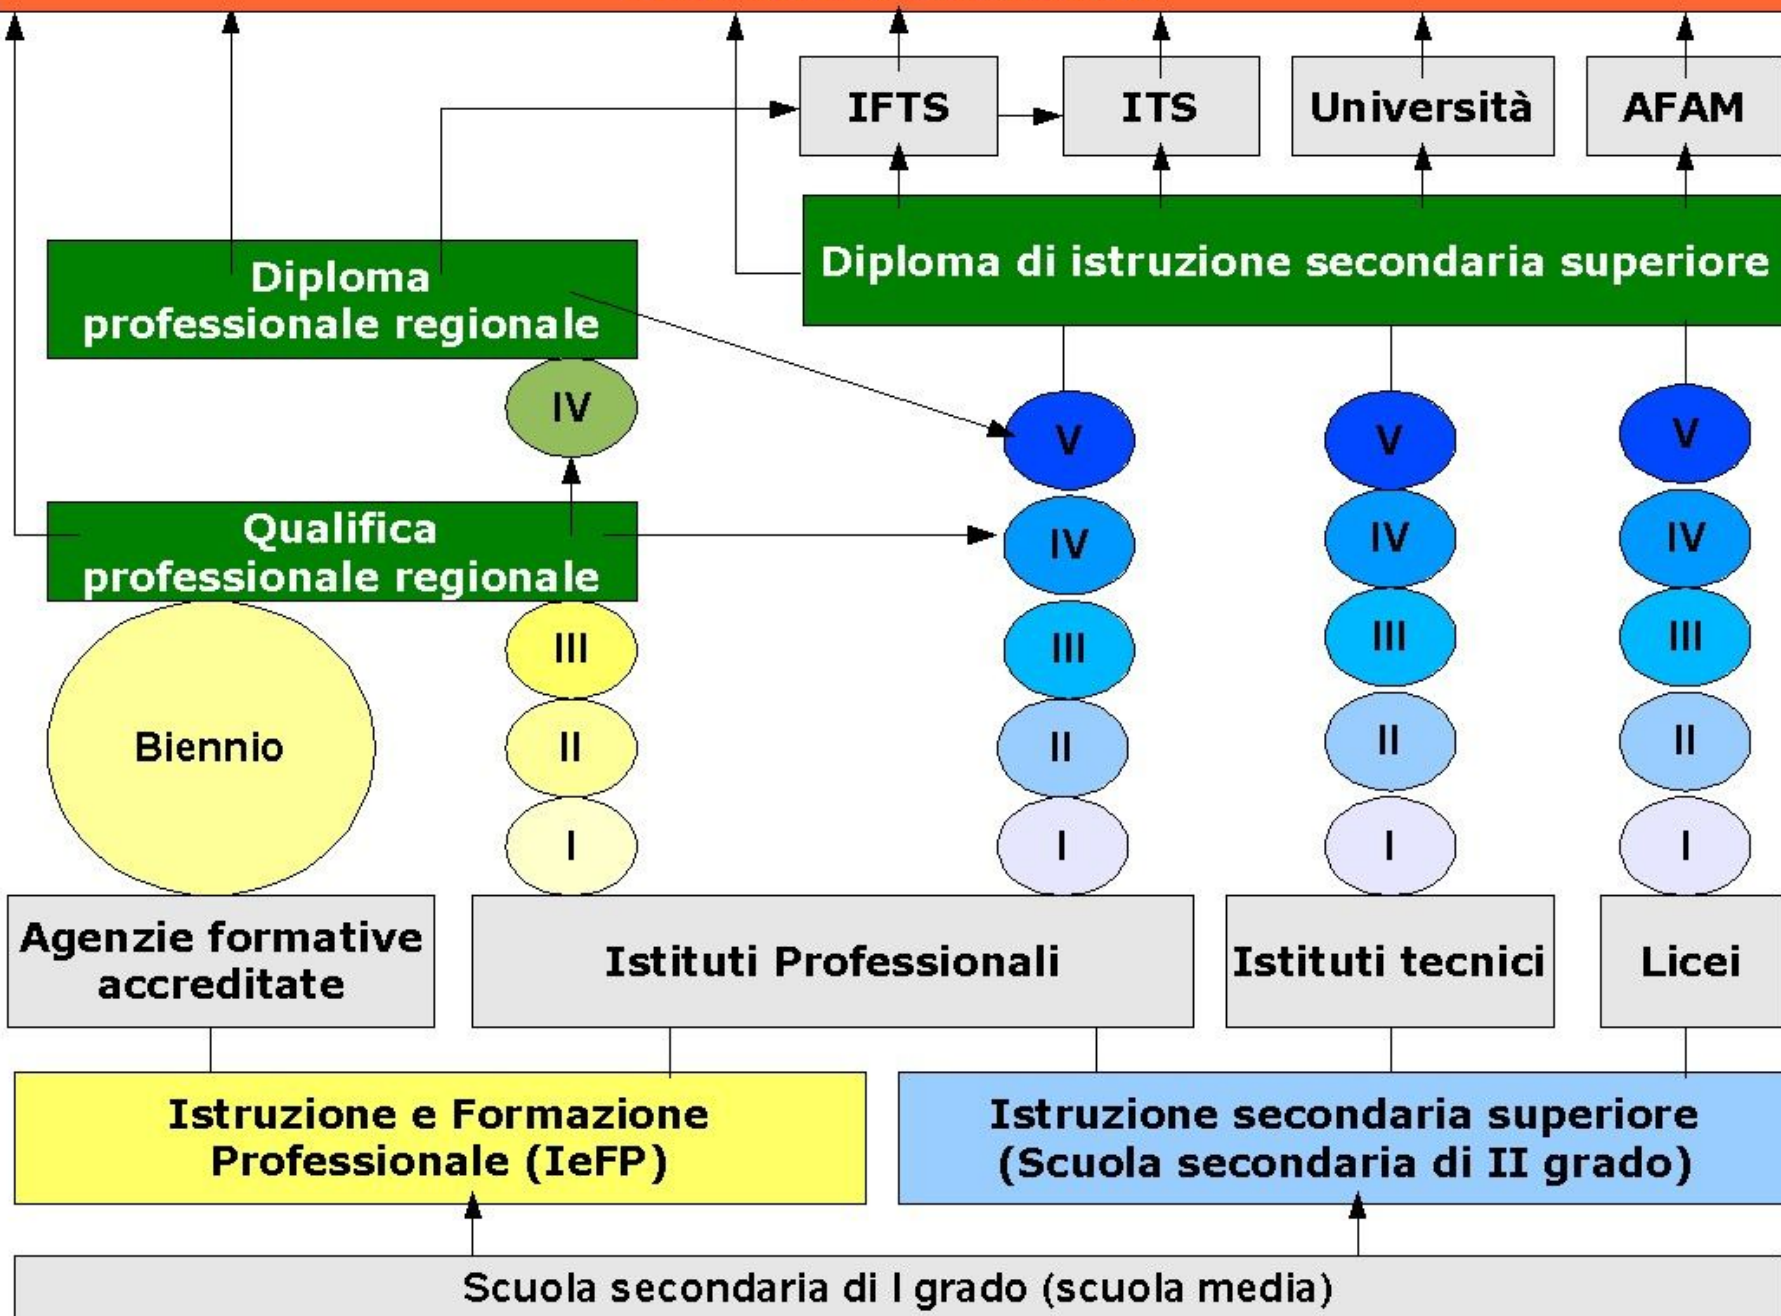 IFTS
ITS
Università
AFAM
Diploma di istruzione secondaria superiore
Diploma
professionale regionale
IV
V
V
V
Qualifica
professionale regionale
IV
IV
IV
III
III
III
III
Biennio
II
II
II
II
I
I
I
I
Agenzie formative
accreditate
Istituti Professionali
Istituti tecnici
Licei
Istruzione e Formazione
Professionale (IeFP)
Istruzione secondaria superiore
(Scuola secondaria di II grado)
Scuola secondaria di I grado (scuola media)